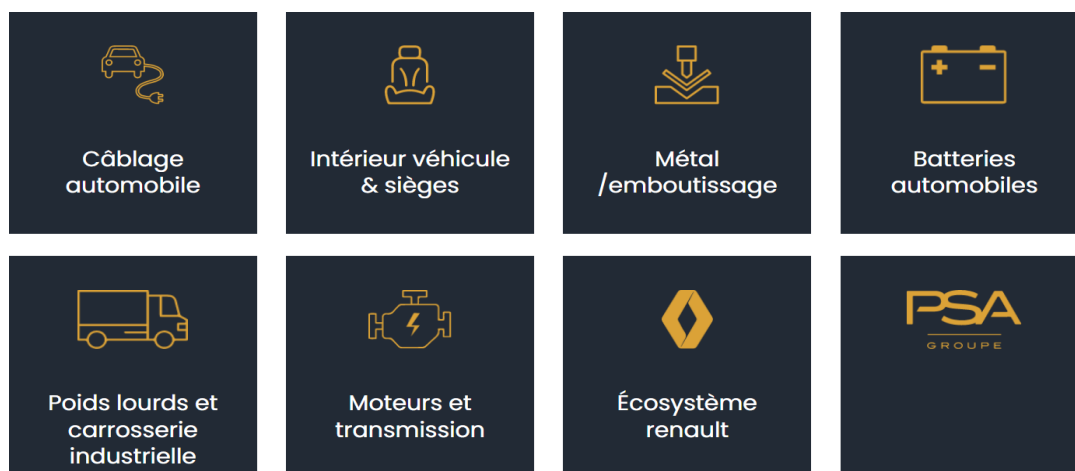 Câblage
automobile
Intérieur véhicule
& sièges
Métal
/emboutissage
+ -
Batteries
automobiles
Poids lourds et
carrosserie
industrielle
Moteurs et
transmission
Écosystème
renault
PSA
GROUPE